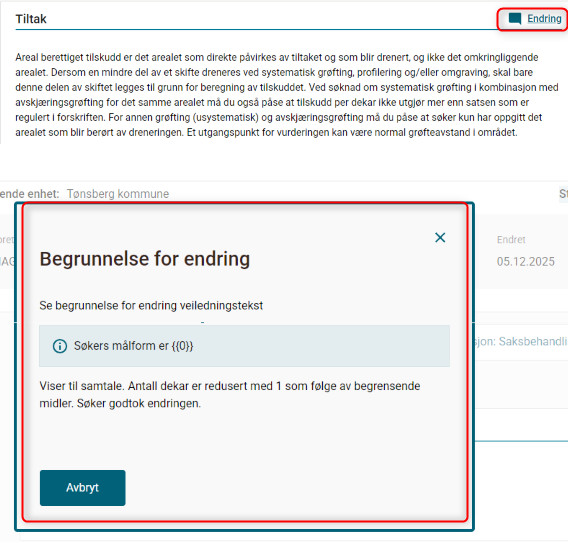 Tiltak
Endring
Areal berettiget tilskudd er det arealet som direkte påvirkes av tiltaket og som blir drenert, og ikke det omkringliggende
arealet. Dersom en mindre del av et skifte dreneres ved systematisk grøfting, profilering og/eller omgraving, skal bare
denne delen av skiftet legges til grunn for beregning av tilskuddet. Ved søknad om systematisk grøfting i kombinasjon med
avskjæringsgrøfting for det samme arealet må du også påse at tilskudd per dekar ikke utgjør mer enn satsen som er
regulert i forskriften. For annen grøfting (usystematisk) og avskjæringsgrøfting må du påse at søker kun har oppgitt det
arealet som blir berørt av dreneringen. Et utgangspunkt for vurderingen kan være normal grøfteavstand i området.
ende enhet: Tønsberg kommune
Endret
05.12.2025
Begrunnelse for endring
Se begrunnelse for endring veiledningstekst
Søkers målform er {{0}}
sjon: Saksbehandli
Viser til samtale. Antall dekar er redusert med 1 som følge av begrensende
midler. Søker godtok endringen.
Avbryt